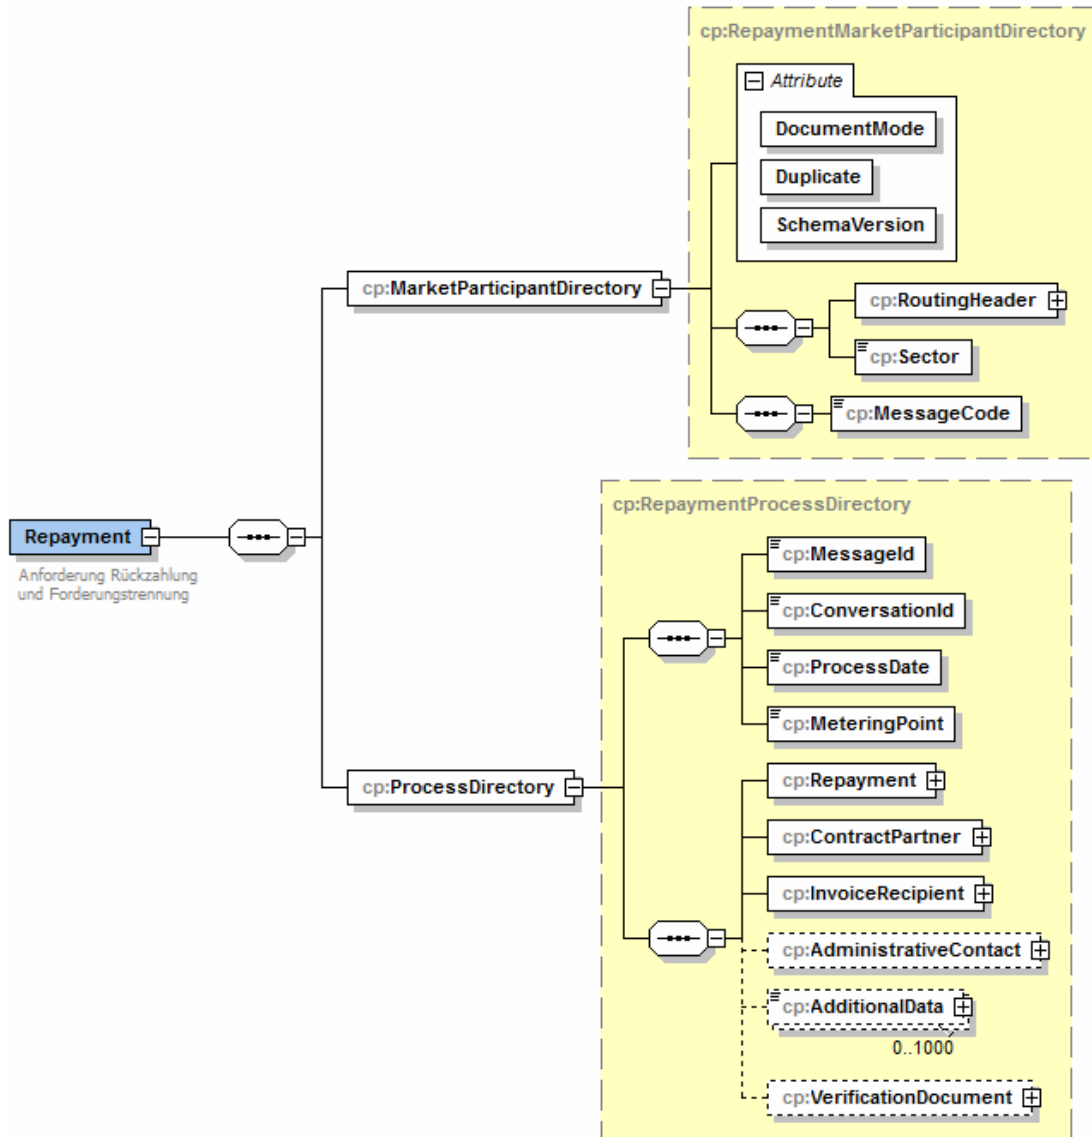 cp:RepaymentMarketParticipantDirectory
Attribute
DocumentMode
Duplicate
SchemaVersion
cp:MarketParticipantDirectory
cp:RoutingHeader
cp:Sector
cp:MessageCode
Repayment
Anforderung Rückzahlung
und Forderungstrennung
cp:RepaymentProcessDirectory
cp:MessageId
cp:ConversationId
cp:ProcessDate
cp:MeteringPoint
cp:ProcessDirectory
cp:Repayment
cp:ContractPartner
cp:InvoiceRecipient
cp:AdministrativeContact
cp:AdditionalData
0..1000
cp:VerificationDocument